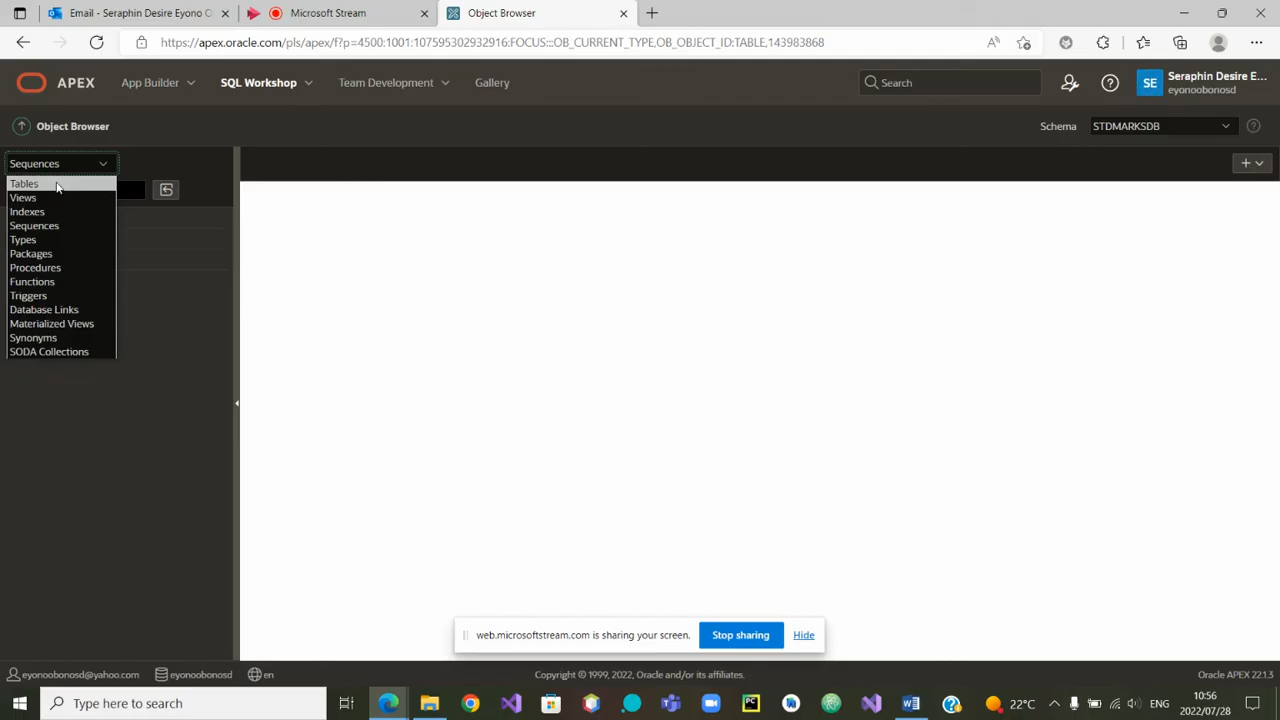 Email - Seraphin Desire Eyono O
Microsoft Stream
Object Browser
https://apex.oracle.com/pls/apex/f?p=4500:1001:107595302932916:FOCUS:::OB_CURRENT_TYPE,OB_OBJECT_ID:TABLE,143983868
APEX
App Builder
SQL Workshop
Team Development
Gallery
Search
SE
Seraphin Desire E...
eyonoobonosd
Object Browser
Schema
STDMARKSDB
Sequences
Tables
Views
Indexes
Sequences
Types
Packages
Procedures
Functions
Triggers
Database Links
Materialized Views
Synonyms
SODA Collections
web.microsoftstream.com is sharing your screen.
Stop sharing
Hide
eyonoobonosd@yahoo.com
eyonoobonosd
en
Copyright © 1999, 2022, Oracle and/or its affiliates.
Oracle APEX 22.1.3
Type here to search
22°C
ENG
10:56
2022/07/28